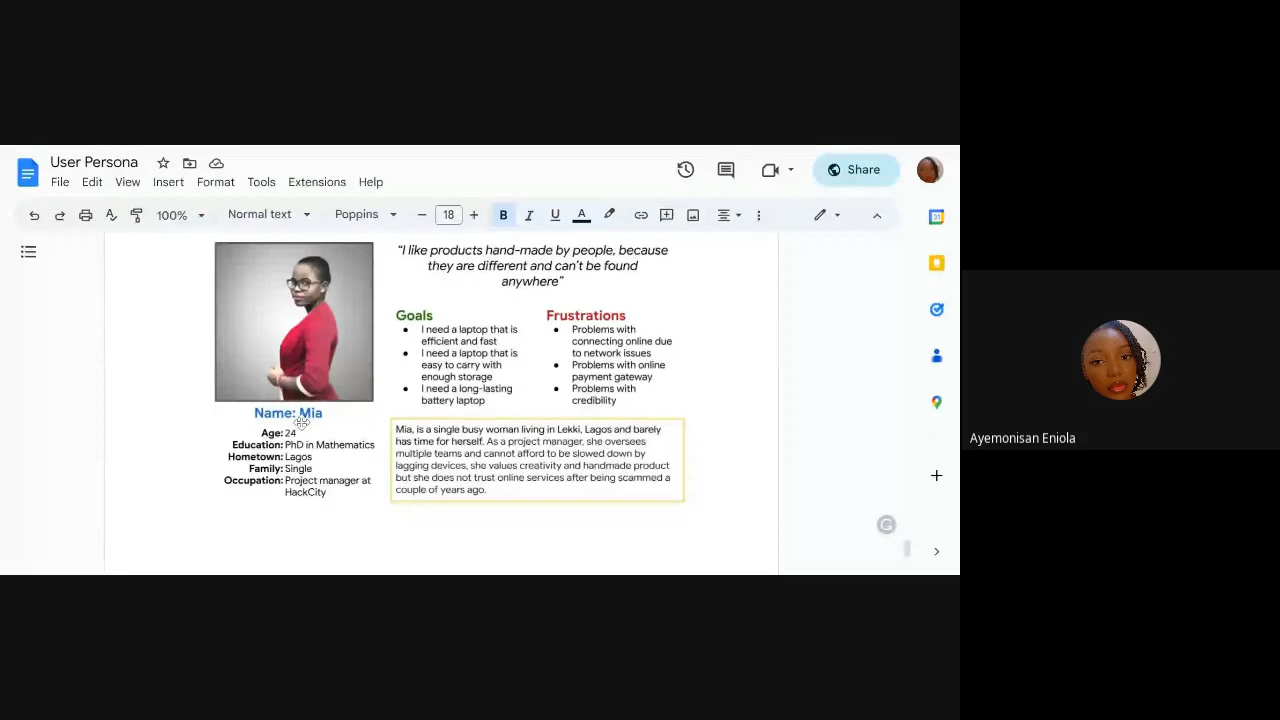 User Persona
File Edit View Insert Format Tools Extensions Help
Share
100% Normal text Poppins − 18 + B I U A
31
“I like products hand-made by people, because
they are different and can’t be found
anywhere”
Goals
I need a laptop that is
efficient and fast
I need a laptop that is
easy to carry with
enough storage
I need a long-lasting
battery laptop
Frustrations
Problems with
connecting online due
to network issues
Problems with online
payment gateway
Problems with
credibility
Name: Mia
Age: 24
Education: PhD in Mathematics
Hometown: Lagos
Family: Single
Occupation: Project manager at
HackCity
Mia, is a single busy woman living in Lekki, Lagos and barely
has time for herself. As a project manager, she oversees
multiple teams and cannot afford to be slowed down by
lagging devices, she values creativity and handmade product
but she does not trust online services after being scammed a
couple of years ago.
Ayemonisan Eniola